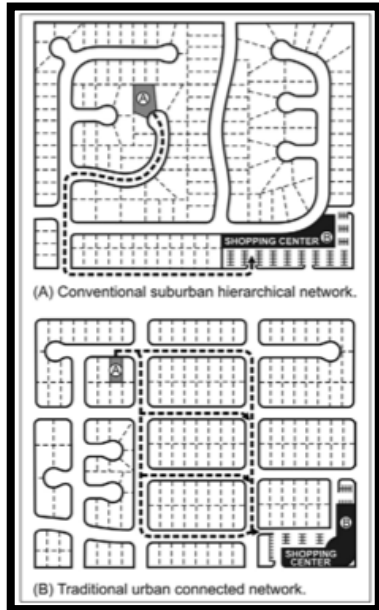 A
B
SHOPPING CENTER
(A) Conventional suburban hierarchical network.
A
B
SHOPPING
CENTER
(B) Traditional urban connected network.